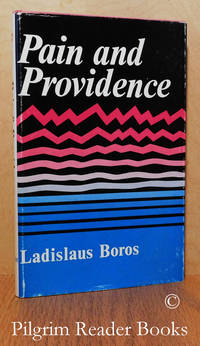 Pain and
Providence
Ladislaus Boros
©
Pilgrim Reader Books